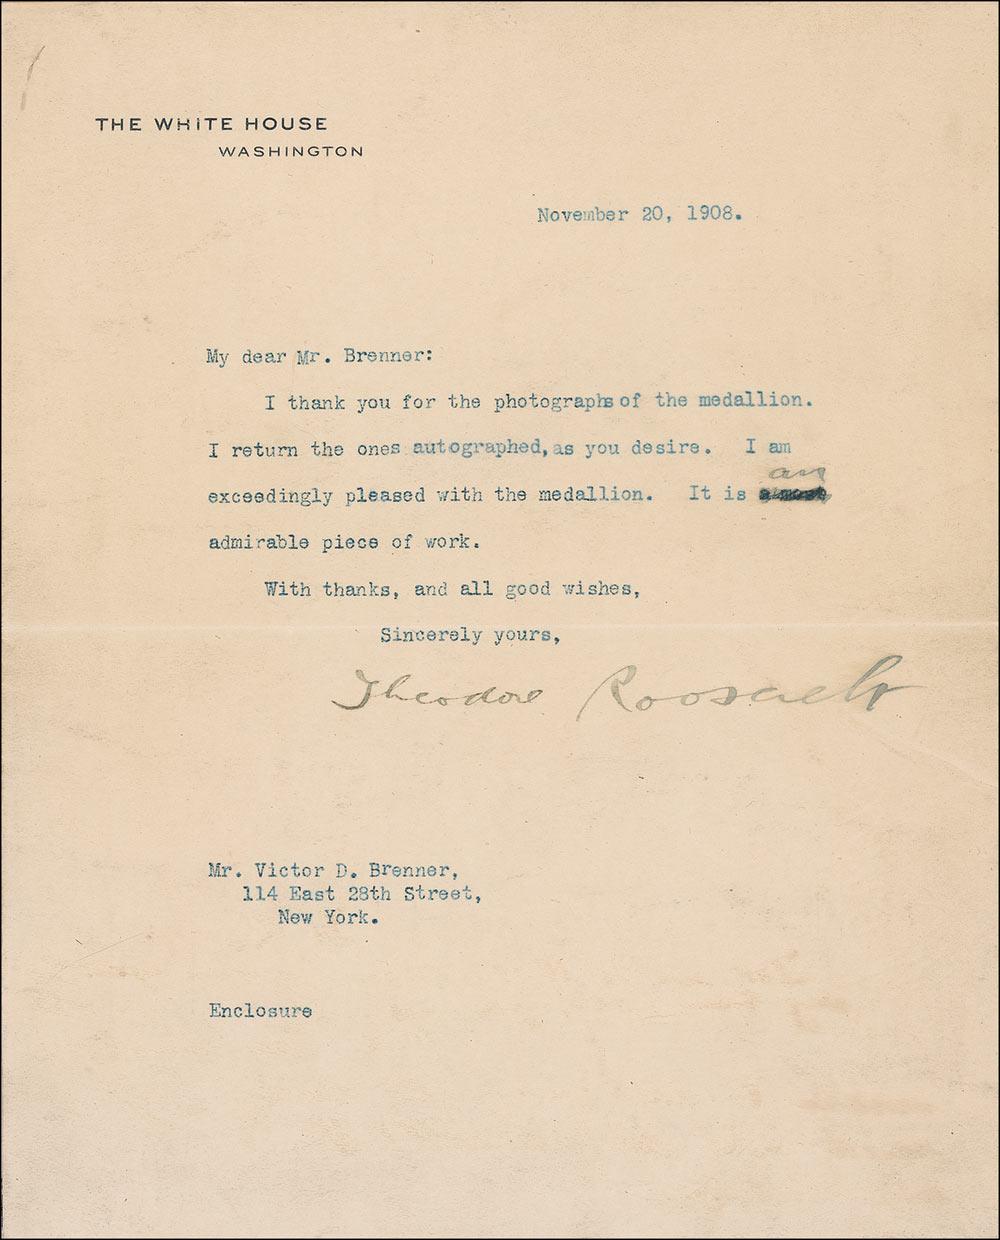 THE WHITE HOUSE
WASHINGTON
November 20, 1908.
My dear Mr. Brenner:
I thank you for the photographs of the medallion.
I return the ones autographed, as you desire. I am
an
exceedingly pleased with the medallion. It is
admirable piece of work.
With thanks, and all good wishes,
Sincerely yours,
Theodore Roosevelt
Mr. Victor D. Brenner,
114 East 28th Street,
New York.
Enclosure